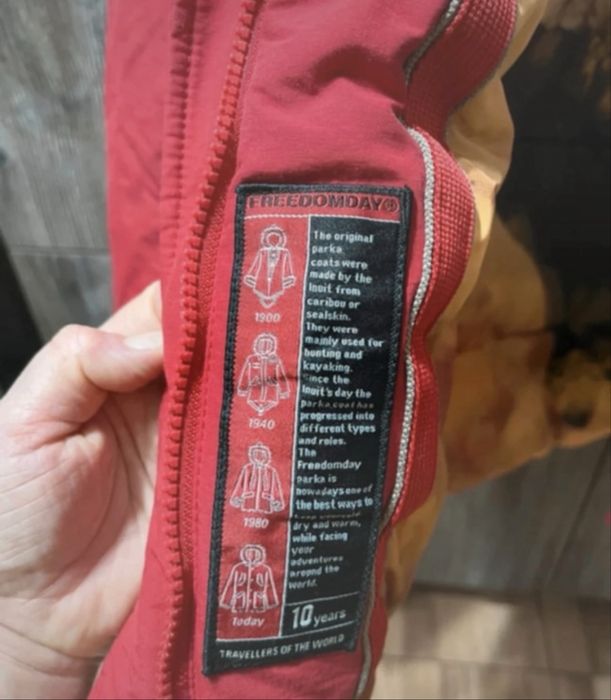 FREEDOMDAY®
1900
1940
1980
Today
The original
parka
coats were
made by the
Inuit from
caribou or
sealskin.
They were
mainly used for
hunting and
kayaking.
Since the
Inuit's day the
parka coat has
progressed into
different types
and roles.
The
Freedomday
parka is
nowadays one of
the best ways to
keep yourself
dry and warm,
while facing
your
adventures
around the
world.
10 years
TRAVELLERS OF THE WORLD